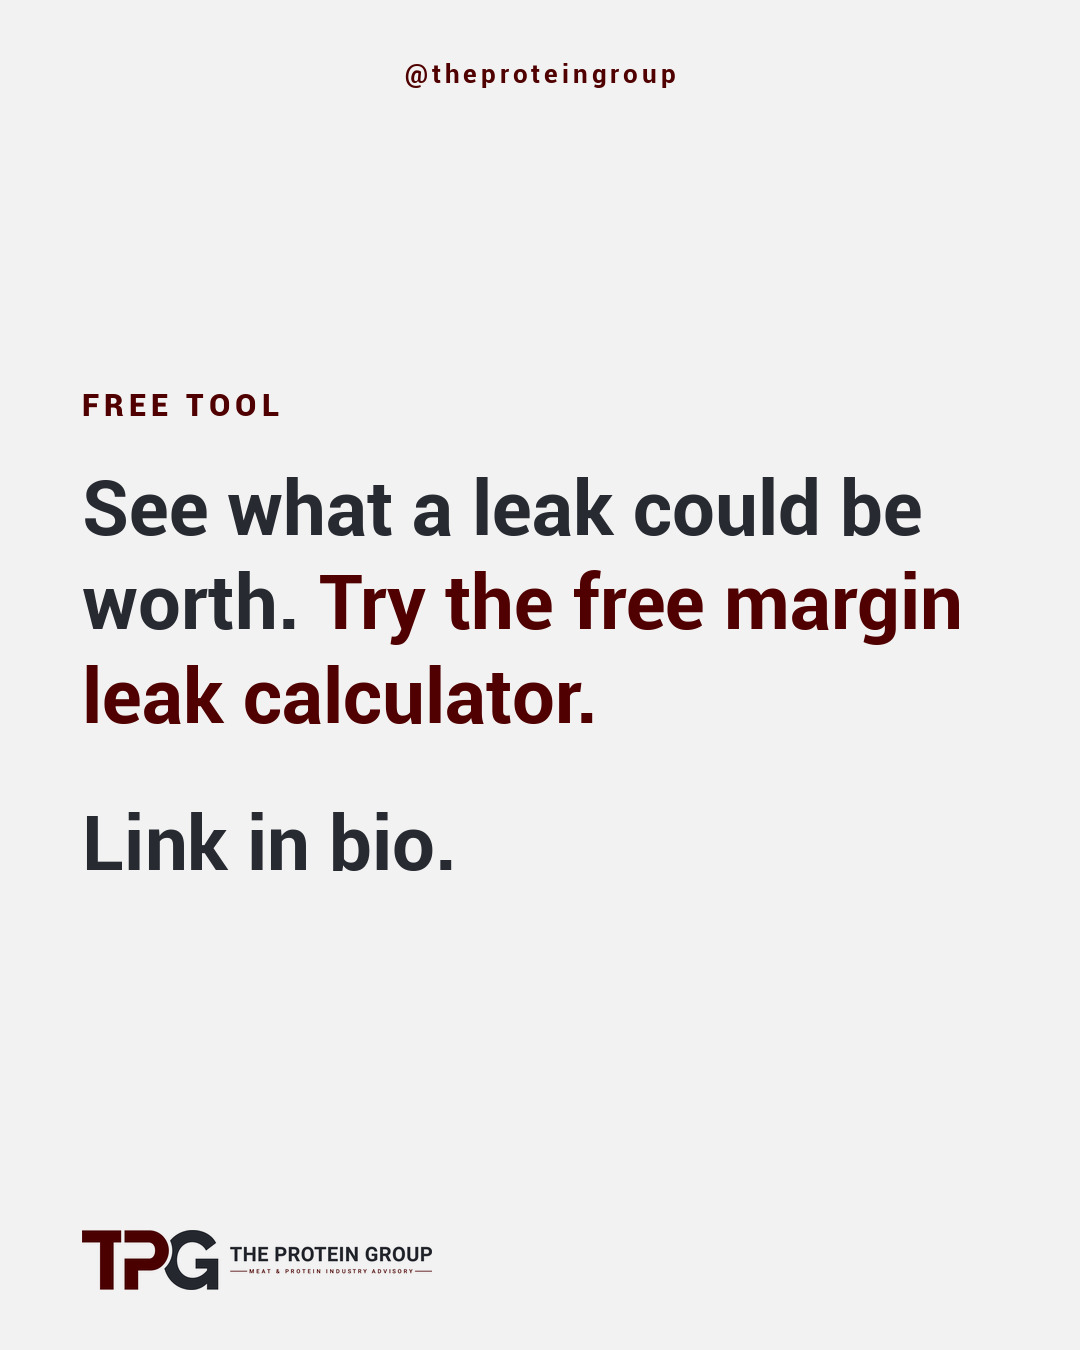 @theproteingroup
FREE TOOL
See what a leak could be
worth. Try the free margin
leak calculator.
Link in bio.
TPG
THE PROTEIN GROUP
MEAT & PROTEIN INDUSTRY ADVISORY